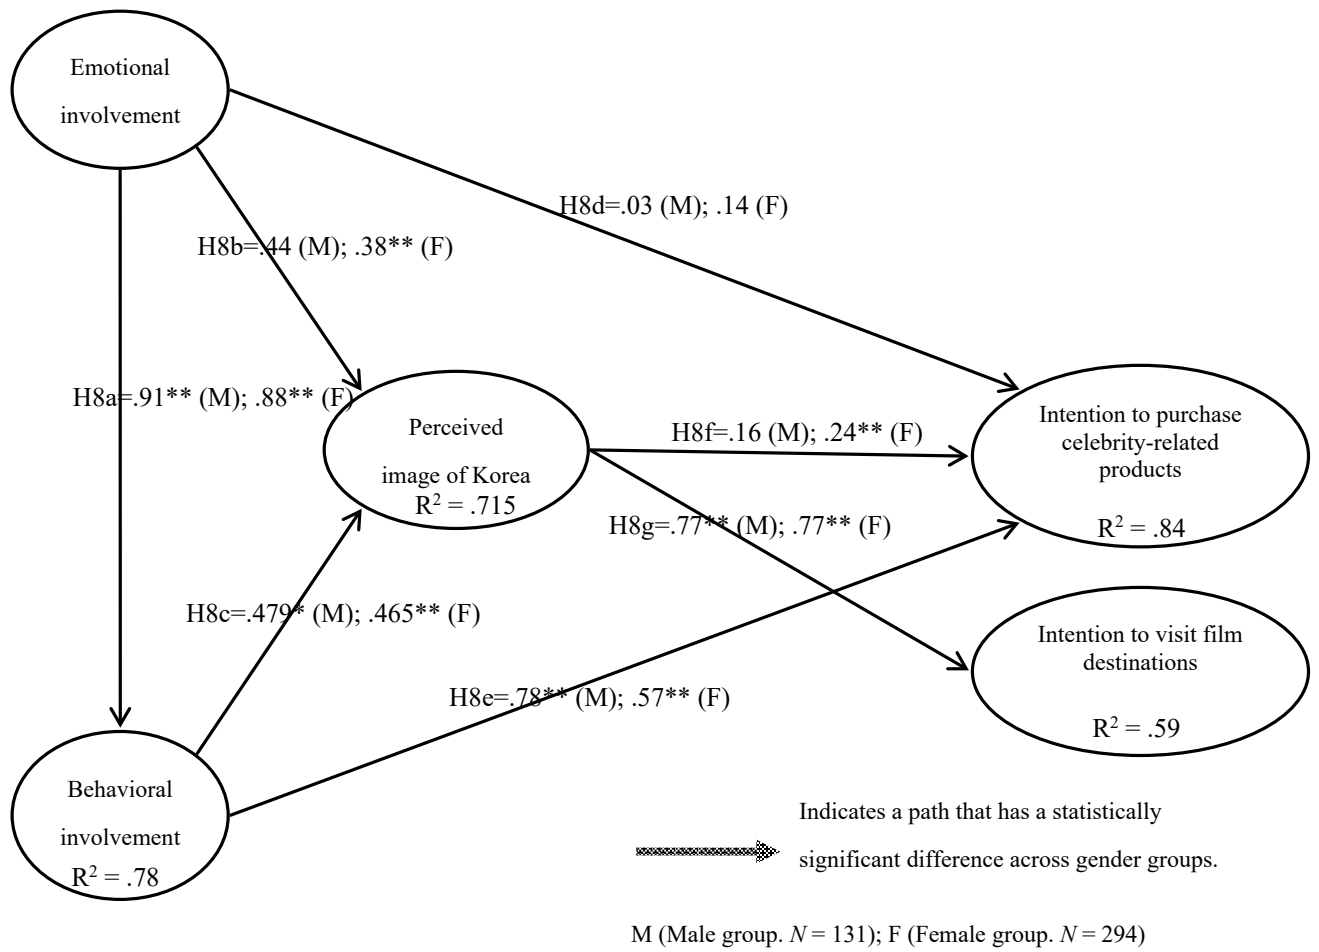 Emotional
involvement
H8d=.03 (M); .14 (F)
H8b=.44 (M); .38** (F)
H8a=.91** (M); .88** (F)
Perceived
image of Korea
R² = .715
H8f=.16 (M); .24** (F)
Intention to purchase
celebrity-related
products
R² = .84
H8g=.77** (M); .77** (F)
H8c=.479* (M); .465** (F)
Intention to visit film
destinations
R² = .59
H8e=.78** (M); .57** (F)
Behavioral
involvement
R² = .78
Indicates a path that has a statistically
significant difference across gender groups.
M (Male group. N = 131); F (Female group. N = 294)